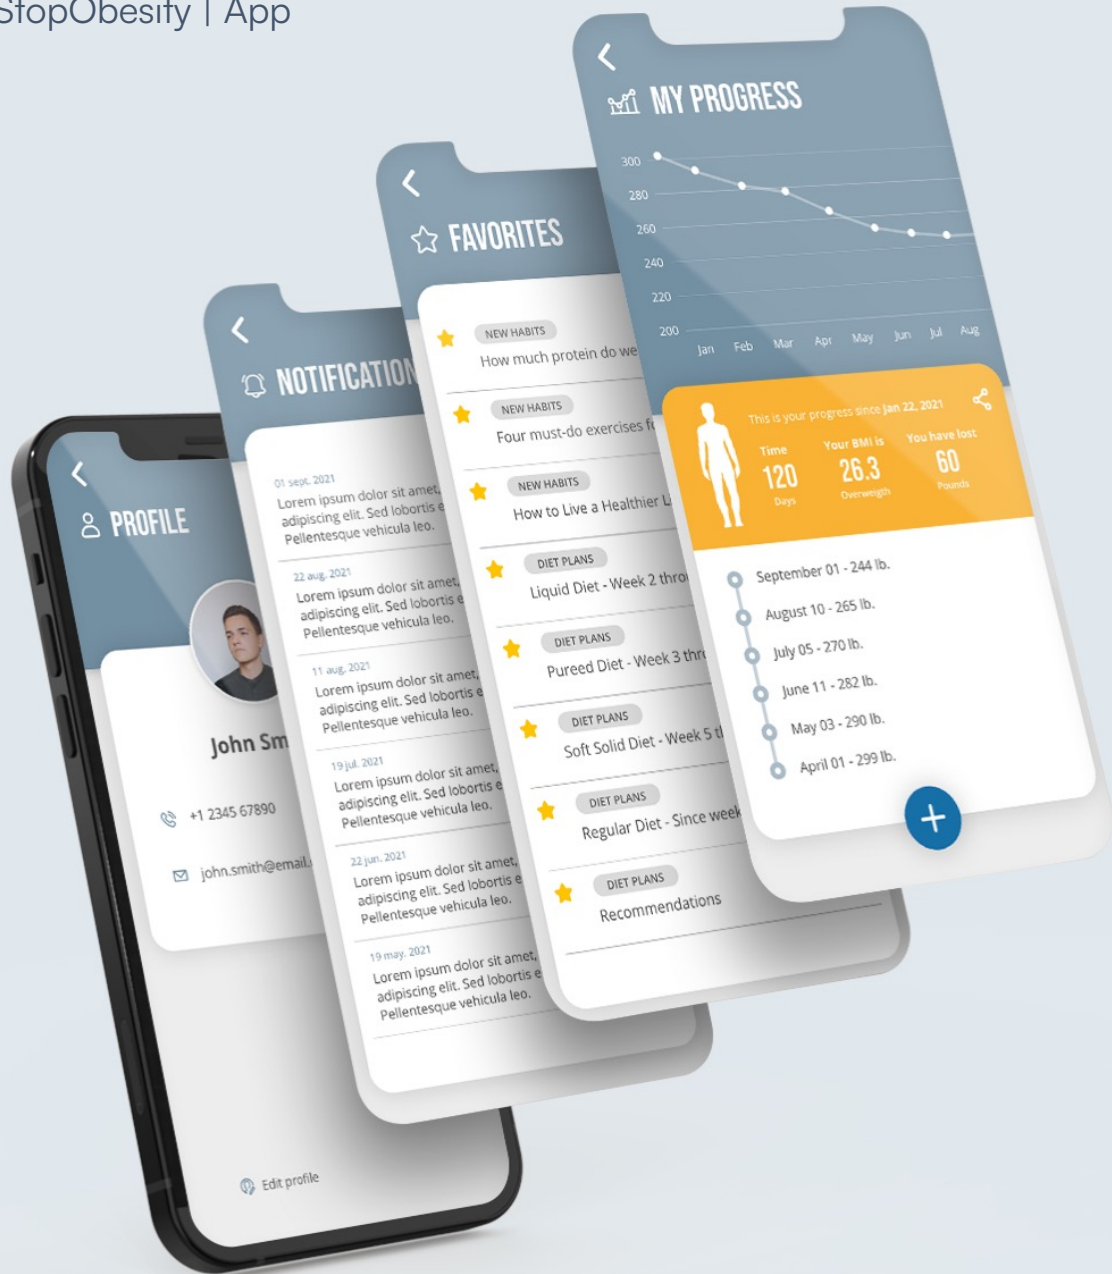 StopObesity | App
PROFILE
John Sm
+1 2345 67890
john.smith@email.
Edit profile
NOTIFICATION
01 sept. 2021
Lorem ipsum dolor sit amet,
adipiscing elit. Sed lobortis e
Pellentesque vehicula leo.
22 aug. 2021
Lorem ipsum dolor sit amet,
adipiscing elit. Sed lobortis e
Pellentesque vehicula leo.
11 aug. 2021
Lorem ipsum dolor sit amet,
adipiscing elit. Sed lobortis e
Pellentesque vehicula leo.
19 jul. 2021
Lorem ipsum dolor sit amet,
adipiscing elit. Sed lobortis e
Pellentesque vehicula leo.
22 jun. 2021
Lorem ipsum dolor sit amet,
adipiscing elit. Sed lobortis e
Pellentesque vehicula leo.
19 may. 2021
Lorem ipsum dolor sit amet,
adipiscing elit. Sed lobortis e
Pellentesque vehicula leo.
FAVORITES
NEW HABITS
How much protein do we
NEW HABITS
Four must-do exercises fo
NEW HABITS
How to Live a Healthier L
DIET PLANS
Liquid Diet - Week 2 thro
DIET PLANS
Pureed Diet - Week 3 thr
DIET PLANS
Soft Solid Diet - Week 5 t
DIET PLANS
Regular Diet - Since week
DIET PLANS
Recommendations
MY PROGRESS
300
280
260
240
220
200
Jan Feb Mar Apr May Jun Jul Aug
This is your progress since Jan 22, 2021
Time Your BMI is You have lost
120 26.3 60
Days Overweigth Pounds
September 01 - 244 lb.
August 10 - 265 lb.
July 05 - 270 lb.
June 11 - 282 lb.
May 03 - 290 lb.
April 01 - 299 lb.